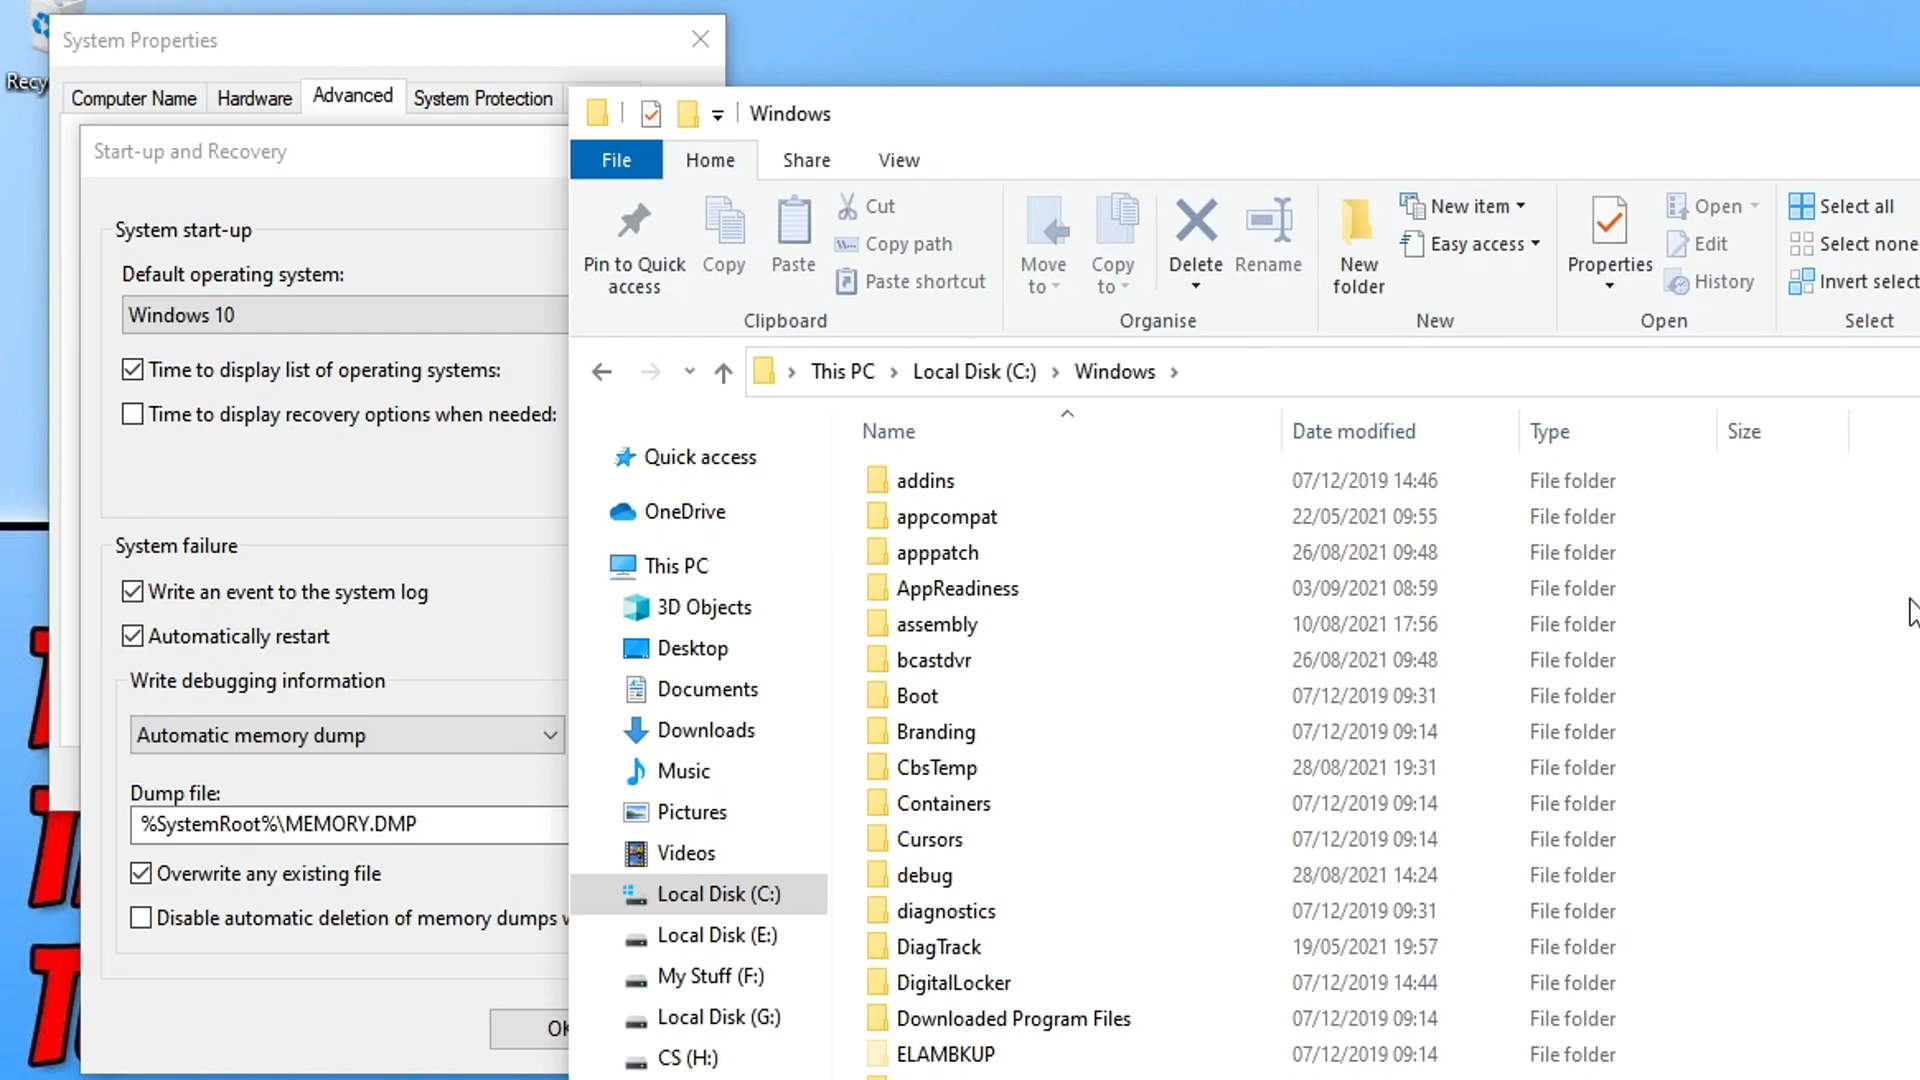 Recy
System Properties
Computer Name
Hardware
Advanced
System Protection
Start-up and Recovery
System start-up
Default operating system:
Windows 10
Time to display list of operating systems:
Time to display recovery options when needed:
System failure
Write an event to the system log
Automatically restart
Write debugging information
Automatic memory dump
Dump file:
%SystemRoot%\MEMORY.DMP
Overwrite any existing file
Disable automatic deletion of memory dumps
OK
Windows
File
Home
Share
View
Pin to Quick
access
Copy
Paste
Cut
Copy path
Paste shortcut
Clipboard
Move
to
Copy
to
Delete
Rename
Organise
New
folder
New item
Easy access
New
Properties
Open
Edit
History
Open
Select all
Select none
Invert select
Select
This PC
Local Disk (C:)
Windows
Quick access
OneDrive
This PC
3D Objects
Desktop
Documents
Downloads
Music
Pictures
Videos
Local Disk (C:)
Local Disk (E:)
My Stuff (F:)
Local Disk (G:)
CS (H:)
Name Date modified Type Size
addins 07/12/2019 14:46 File folder
appcompat 22/05/2021 09:55 File folder
apppatch 26/08/2021 09:48 File folder
AppReadiness 03/09/2021 08:59 File folder
assembly 10/08/2021 17:56 File folder
bcastdvr 26/08/2021 09:48 File folder
Boot 07/12/2019 09:31 File folder
Branding 07/12/2019 09:14 File folder
CbsTemp 28/08/2021 19:31 File folder
Containers 07/12/2019 09:14 File folder
Cursors 07/12/2019 09:14 File folder
debug 28/08/2021 14:24 File folder
diagnostics 07/12/2019 09:31 File folder
DiagTrack 19/05/2021 19:57 File folder
DigitalLocker 07/12/2019 14:44 File folder
Downloaded Program Files 07/12/2019 09:14 File folder
ELAMBKUP 07/12/2019 09:14 File folder